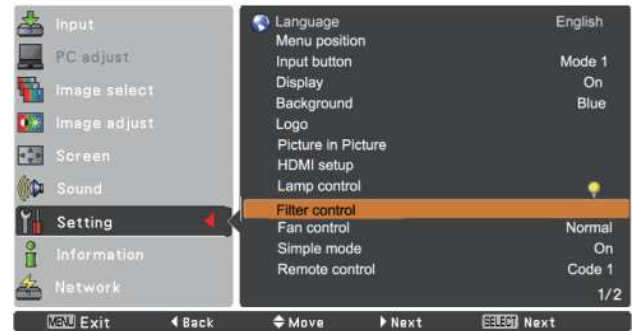 Input
PC adjust
Image select
Image adjust
Screen
Sound
Setting
Information
Network
Language English
Menu position
Input button Mode 1
Display On
Background Blue
Logo
Picture in Picture
HDMI setup
Lamp control
Filter control
Fan control Normal
Simple mode On
Remote control Code 1
1/2
MENU Exit Back Move Next SELECT Next